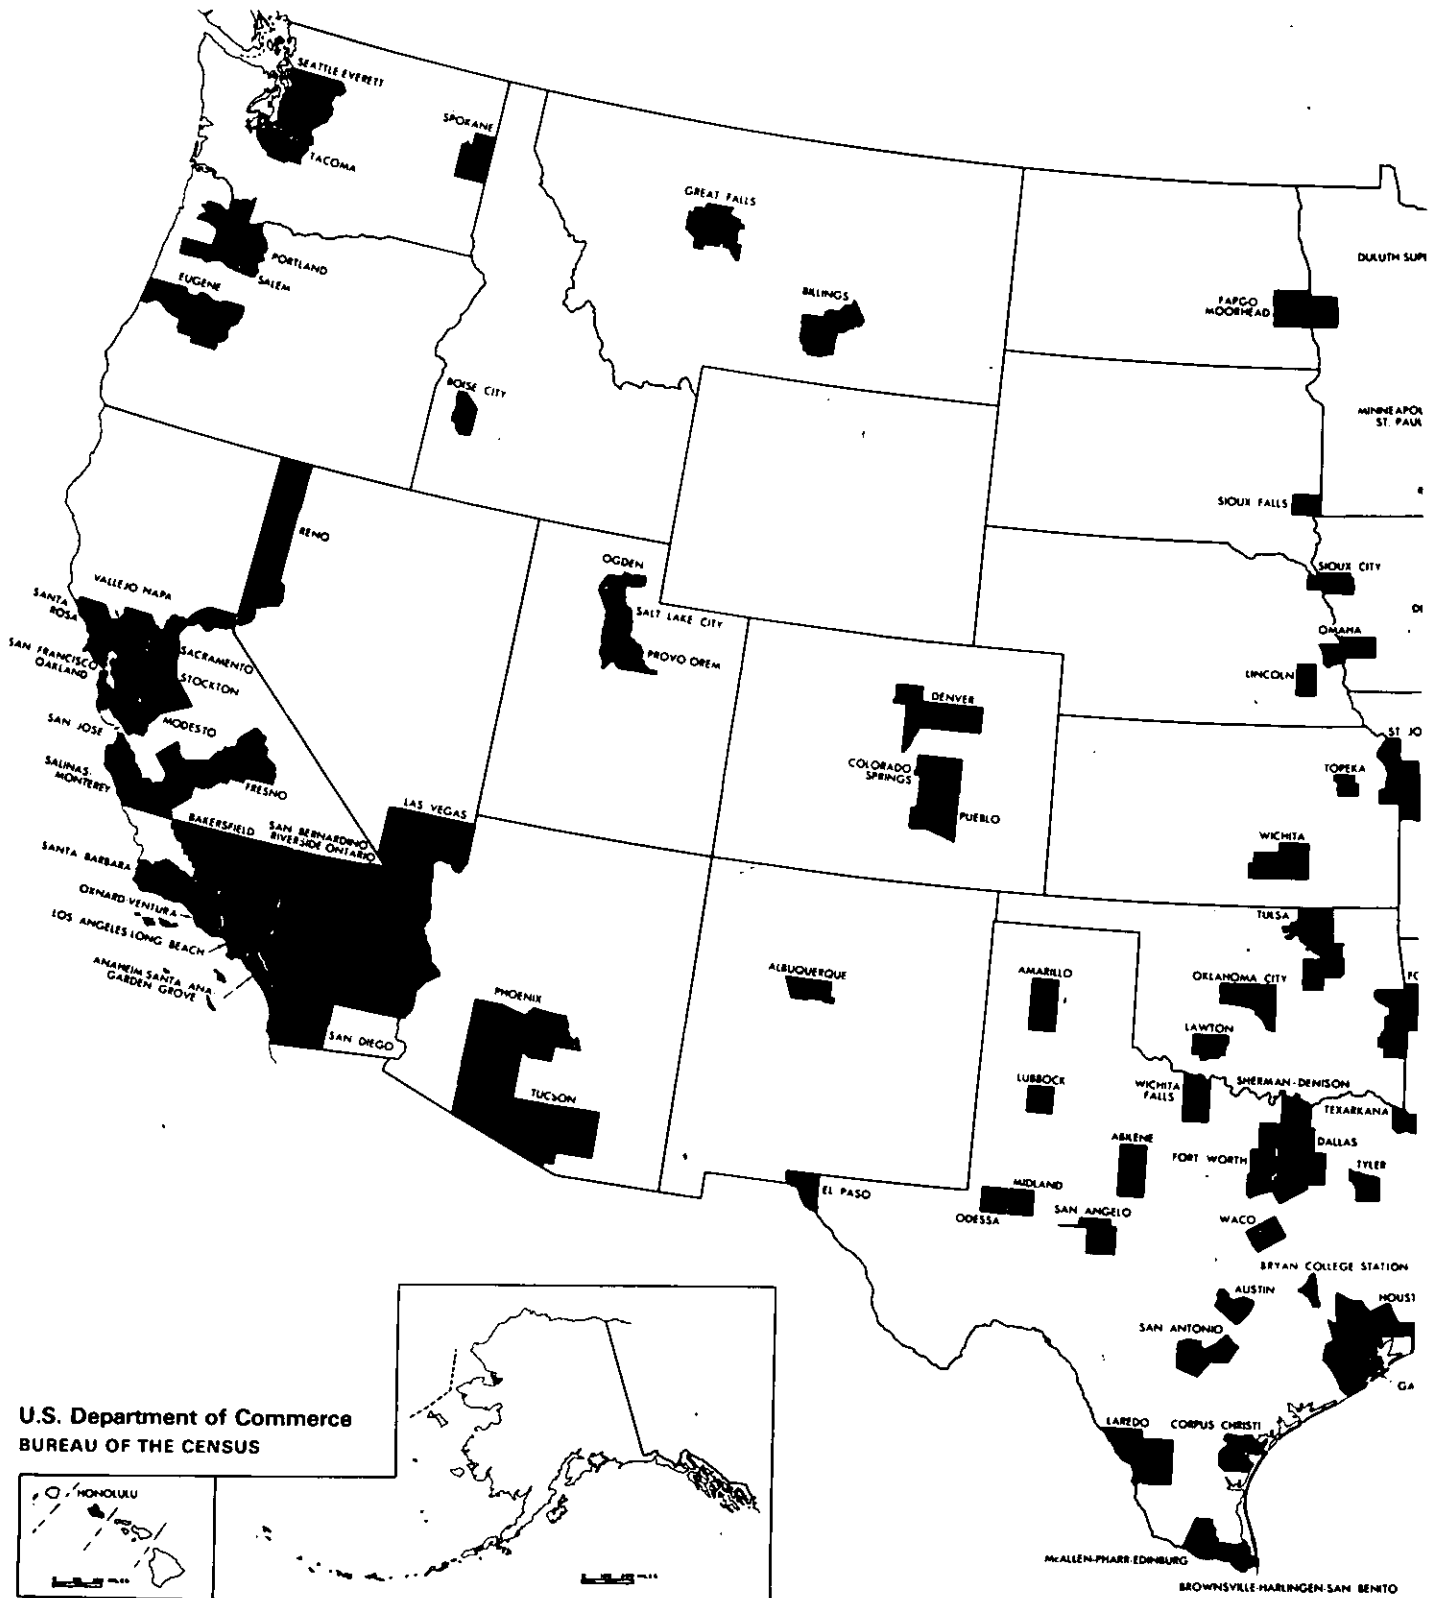 SEATTLE EVERETT
SPOKANE
TACOMA
GREAT FALLS
PORTLAND
SALEM
EUGENE
BILLINGS
DULUTH SUPE
FARGO
MOORHEAD
BOISE CITY
MINNEAPOL
ST. PAUL
SIOUX FALLS
RENO
OGDEN
SIOUX CITY
VALLEJO NAPA
SANTA
ROSA
SALT LAKE CITY
OMAHA
SAN FRANCISCO
OAKLAND
SACRAMENTO
PROVO OREM
LINCOLN
STOCKTON
DENVER
SAN JOSE
MODESTO
ST JO
SALINAS-
MONTEREY
FRESNO
COLORADO
SPRINGS
TOPEKA
LAS VEGAS
PUEBLO
BAKERSFIELD
SAN BERNARDINO
RIVERSIDE ONTARIO
WICHITA
SANTA BARBARA
OXNARD-VENTURA
LOS ANGELES LONG BEACH
TULSA
ANAHEIM SANTA ANA-
GARDEN GROVE
ALBUQUERQUE
AMARILLO
OKLAHOMA CITY
PHOENIX
LAWTON
SAN DIEGO
LUBBOCK
WICHITA
FALLS
SHERMAN-DENISON
TUCSON
TEXARKANA
ABILENE
DALLAS
FORT WORTH
TYLER
EL PASO
MIDLAND
ODESSA
SAN ANGELO
WACO
BRYAN COLLEGE STATION
AUSTIN
HOUST
SAN ANTONIO
GA
U.S. Department of Commerce
BUREAU OF THE CENSUS
LAREDO
CORPUS CHRISTI
HONOLULU
McALLEN-PHARR-EDINBURG
BROWNSVILLE-HARLINGEN-SAN BENITO